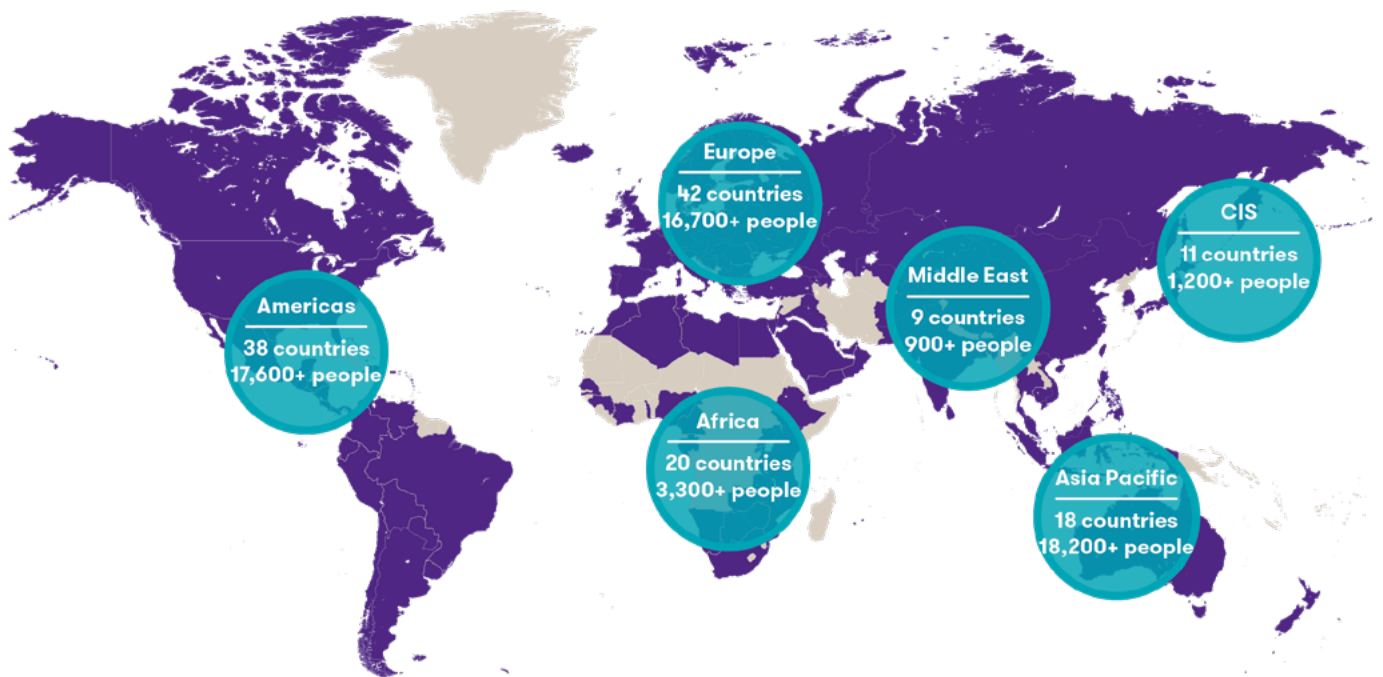 Europe
42 countries
16,700+ people
CIS
11 countries
1,200+ people
Middle East
9 countries
900+ people
Americas
38 countries
17,600+ people
Africa
20 countries
3,300+ people
Asia Pacific
18 countries
18,200+ people